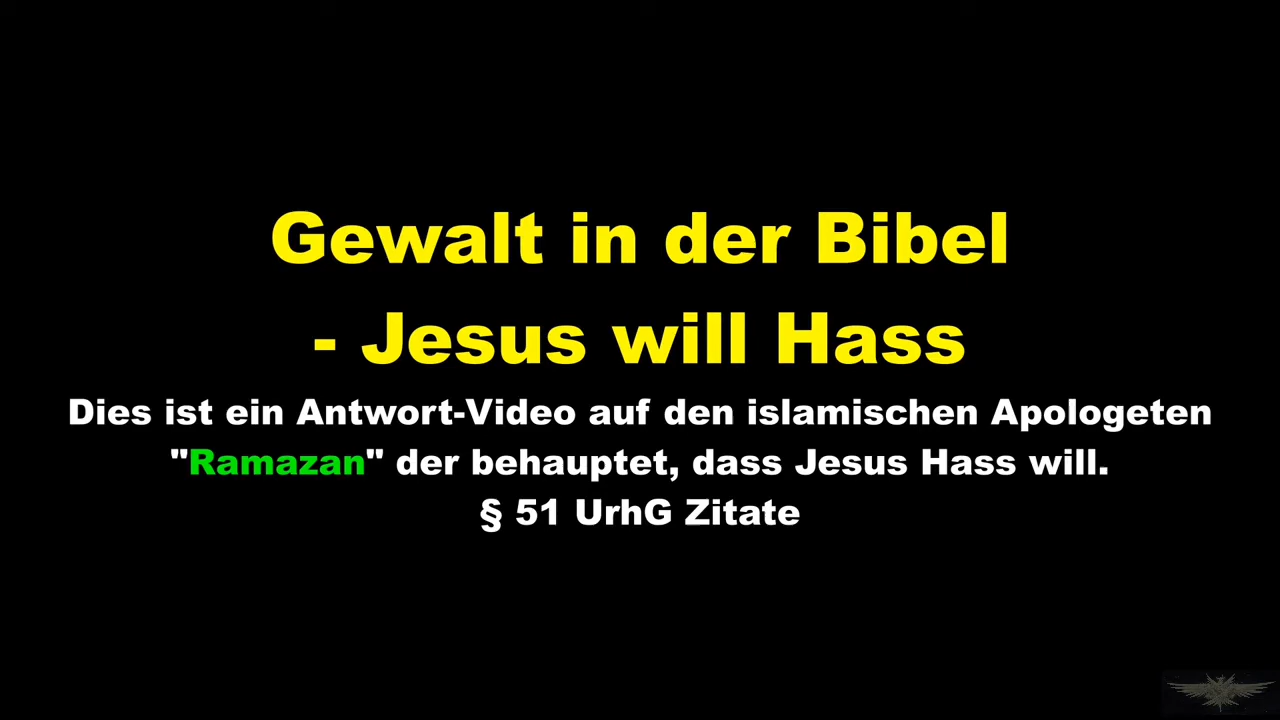 Gewalt in der Bibel
- Jesus will Hass
Dies ist ein Antwort-Video auf den islamischen Apologeten
"Ramazan" der behauptet, dass Jesus Hass will.
§ 51 UrhG Zitate